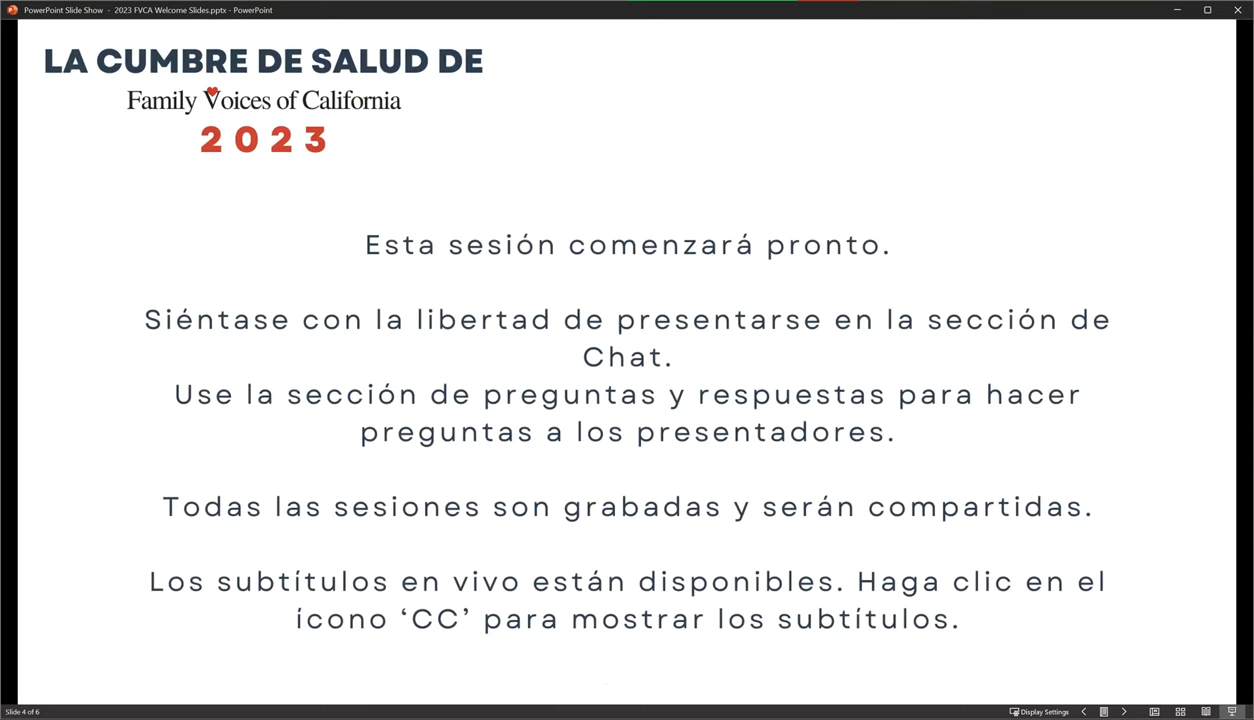 PowerPoint Slide Show - 2023 FVCA Welcome Slides.pptx - PowerPoint
LA CUMBRE DE SALUD DE
Family Voices of California
2023
Esta sesión comenzará pronto.
Siéntase con la libertad de presentarse en la sección de
Chat.
Use la sección de preguntas y respuestas para hacer
preguntas a los presentadores.
Todas las sesiones son grabadas y serán compartidas.
Los subtítulos en vivo están disponibles. Haga clic en el
ícono ‘CC’ para mostrar los subtítulos.
Slide 4 of 6
Display Settings